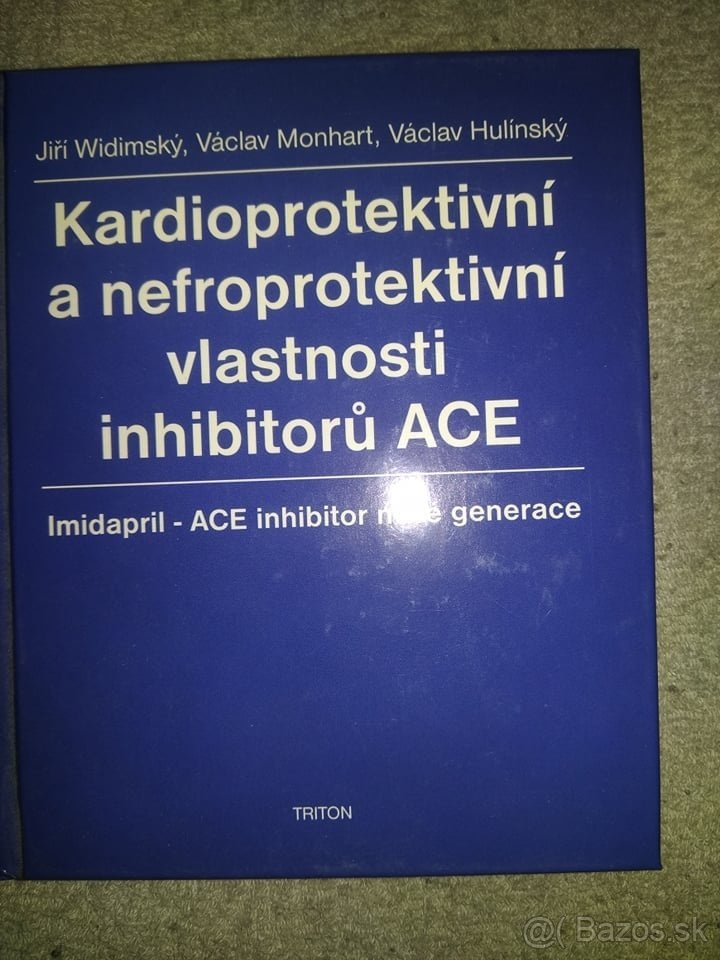 Jiří Widimský, Václav Monhart, Václav Hulínský
Kardioprotektivní
a nefroprotektivní
vlastnosti
inhibitorů ACE
Imidapril - ACE inhibitor generace
TRITON
@( Bazos.sk